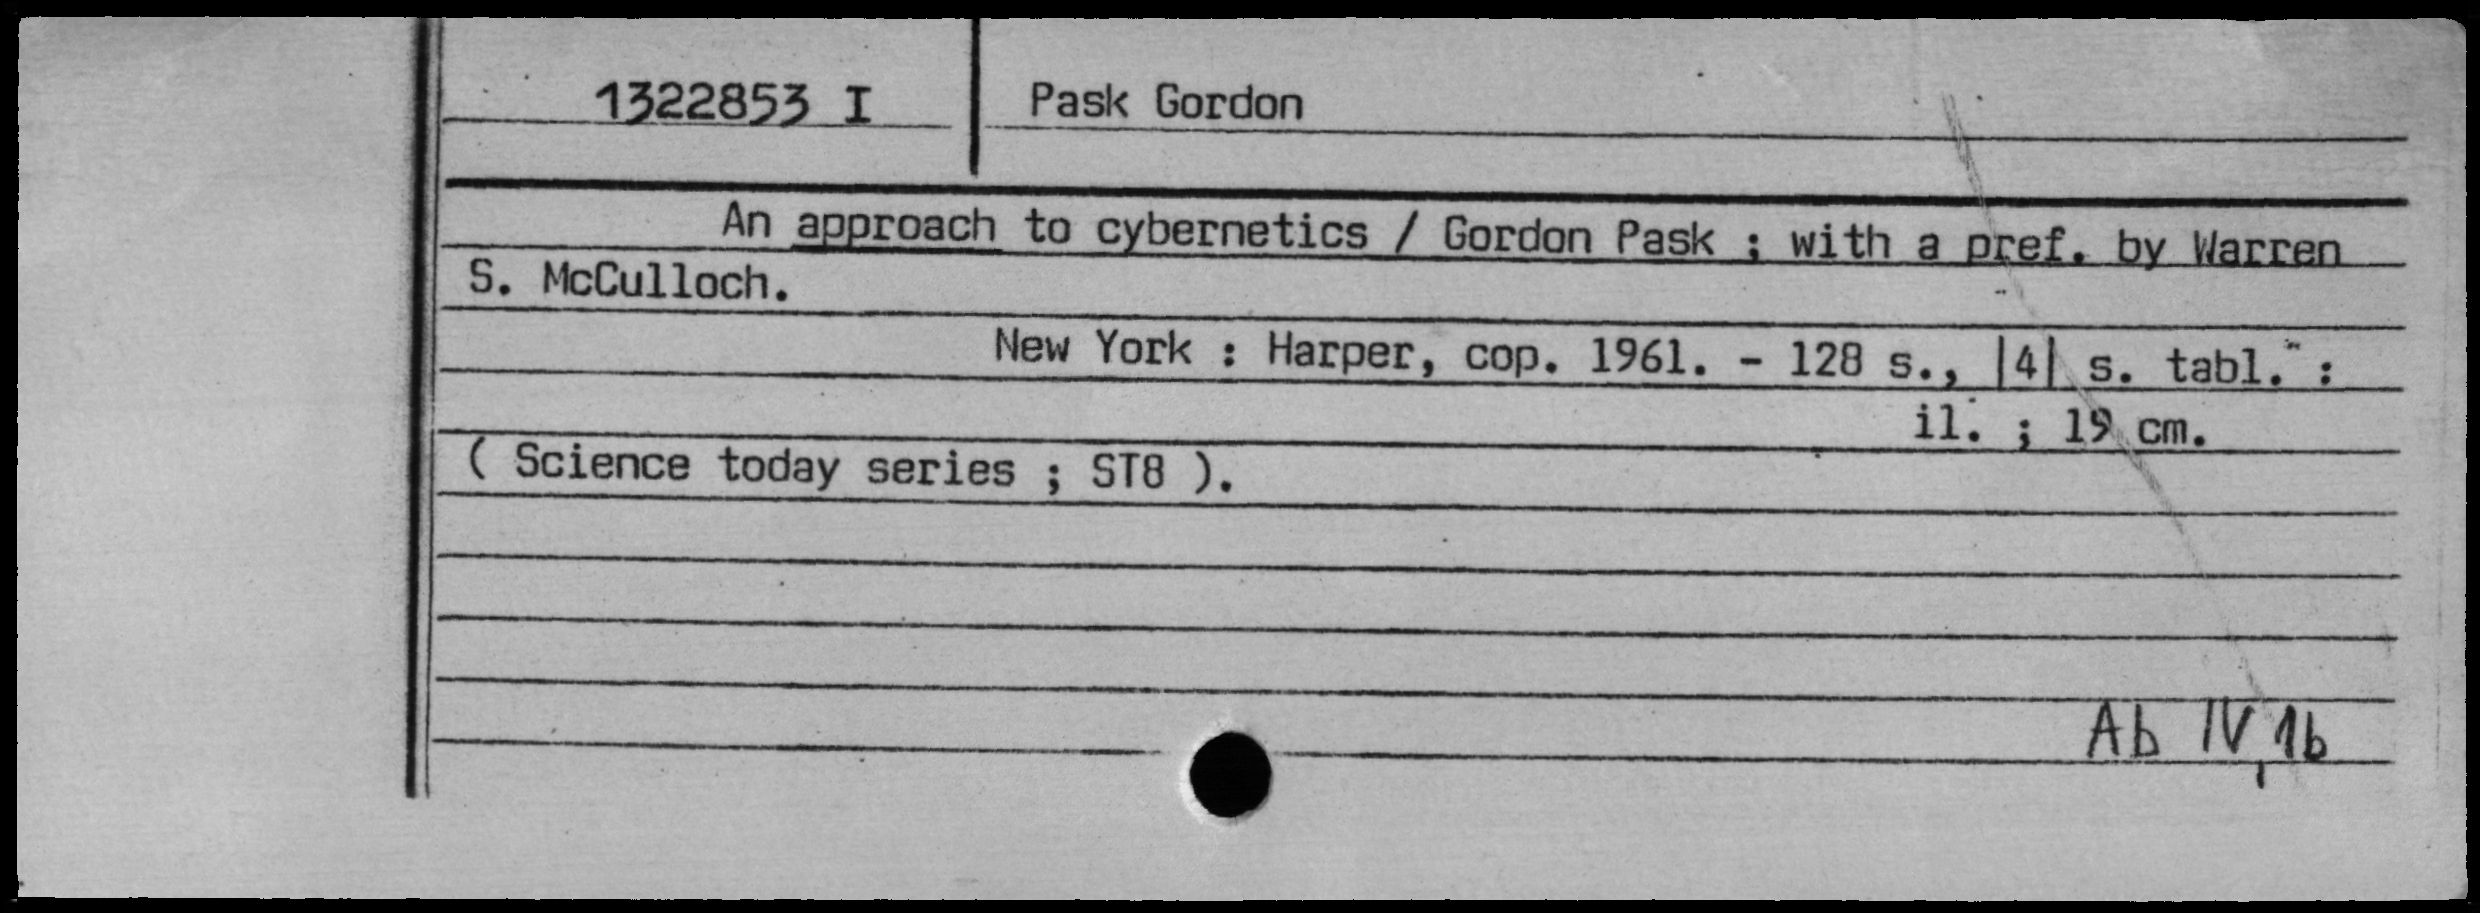 1322853 I
Pask Gordon
An approach to cybernetics / Gordon Pask ; with a pref. by Warren
S. McCulloch.
New York : Harper, cop. 1961. - 128 s., |4| s. tabl. :
il. ; 19 cm.
( Science today series ; ST8 ).
Ab IV, 1b